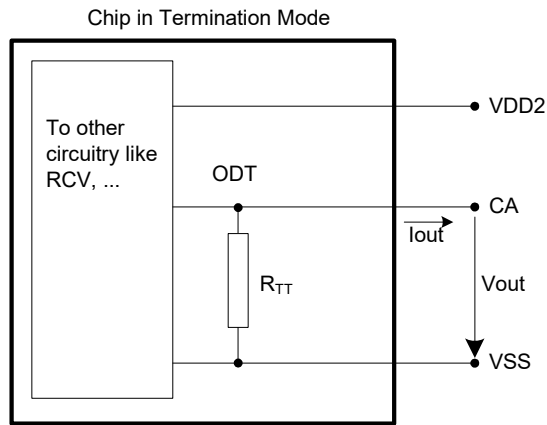 Chip in Termination Mode
To other
circuitry like
RCV, ...
VDD2
ODT
CA
Iout
RTT
Vout
VSS